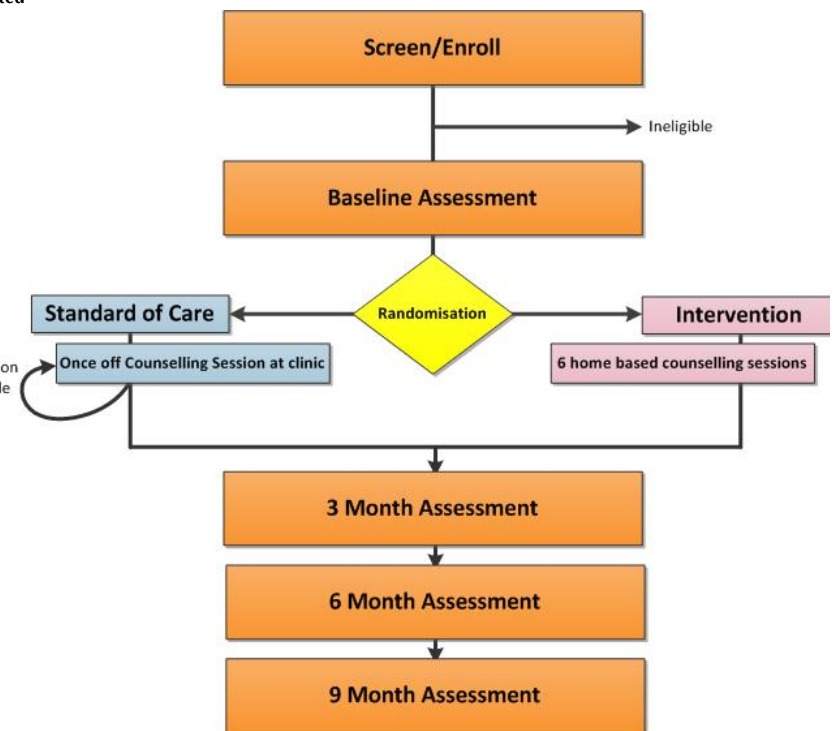 Screen/Enroll
Ineligible
Baseline Assessment
Randomisation
Standard of Care
Intervention
Once off Counselling Session at clinic
6 home based counselling sessions
3 Month Assessment
6 Month Assessment
9 Month Assessment